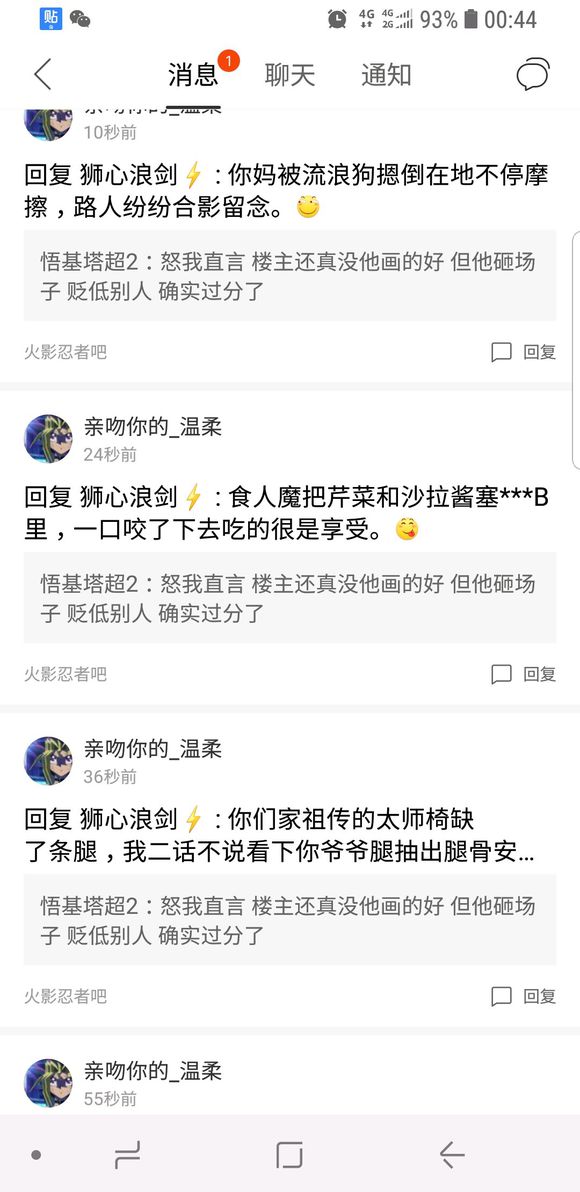 贴
4G 4G 2G 93% 00:44
消息 1 聊天 通知
亲吻你的_温柔
10秒前
回复 狮心浪剑⚡：你妈被流浪狗摁倒在地不停摩
擦，路人纷纷合影留念。
悟基塔超2：恕我直言 楼主还真没他画的好 但他砸场
子 贬低别人 确实过分了
火影忍者吧 回复
亲吻你的_温柔
24秒前
回复 狮心浪剑⚡：食人魔把芹菜和沙拉酱塞***B
里，一口咬了下去吃的很是享受。
悟基塔超2：恕我直言 楼主还真没他画的好 但他砸场
子 贬低别人 确实过分了
火影忍者吧 回复
亲吻你的_温柔
36秒前
回复 狮心浪剑⚡：你们家祖传的太师椅缺
了条腿，我二话不说看下你爷爷腿抽出腿骨安...
悟基塔超2：恕我直言 楼主还真没他画的好 但他砸场
子 贬低别人 确实过分了
火影忍者吧 回复
亲吻你的_温柔
55秒前